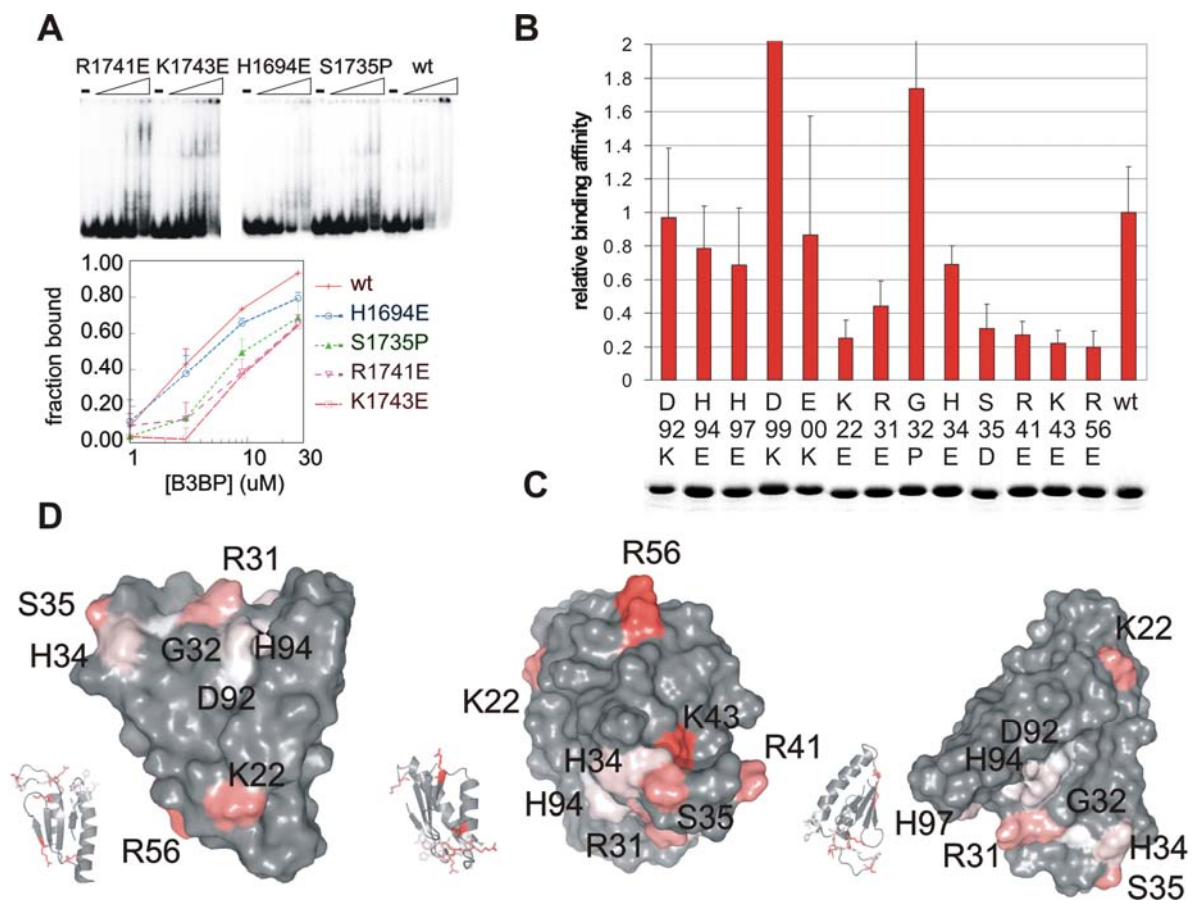 A
R1741E K1743E H1694E S1735P wt
- - - - -
1.00
0.80
0.60
0.40
0.20
0.00
fraction bound
1 10 30
[B3BP] (uM)
wt
H1694E
S1735P
R1741E
K1743E
B
2
1.8
1.6
1.4
1.2
1
0.8
0.6
0.4
0.2
0
relative binding affinity
D H H D E K R G H S R K R wt
92 94 97 99 00 22 31 32 34 35 41 43 56
K E E K K E E P E D E E E
C
D
R31
S35
H34
G32
H94
D92
K22
R56
R56
K22
K43
H34
R41
H94
S35
R31
K22
D92
H94
G32
H97
R31
H34
S35